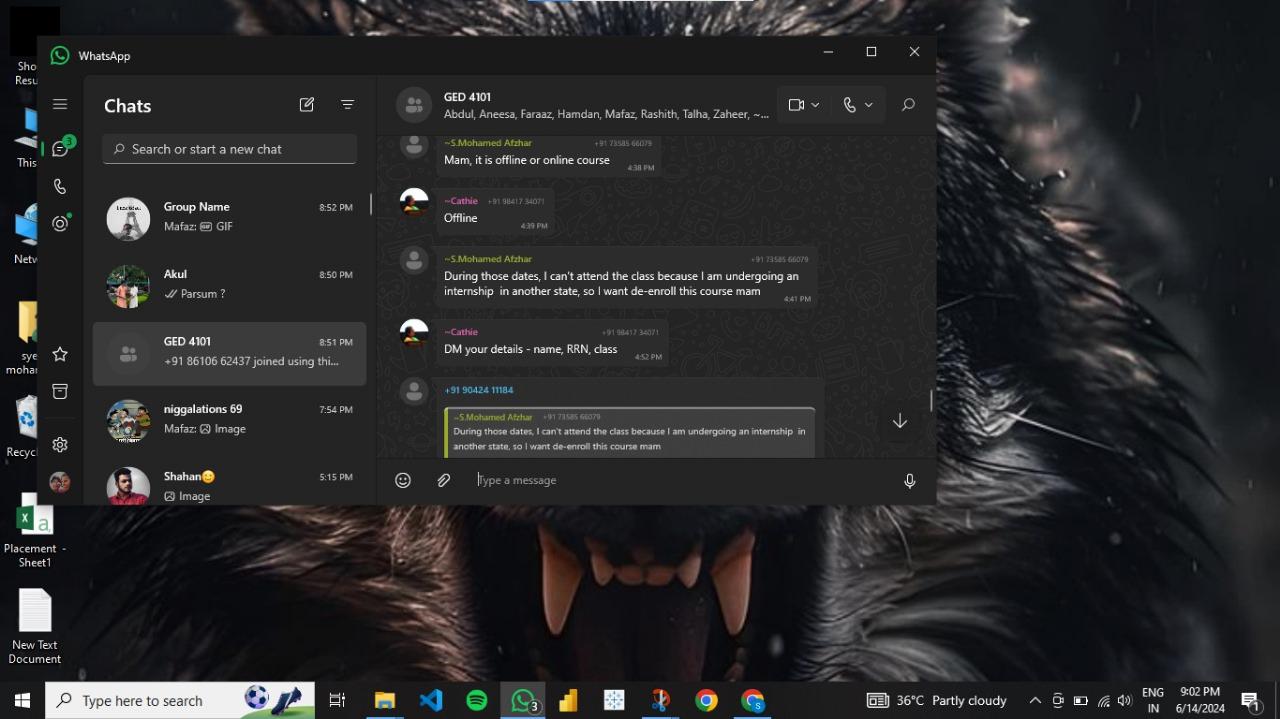 Sho
Resu
This
Netw
sye
moham
Recyc
Placement -
Sheet1
New Text
Document
WhatsApp
3
Chats
Search or start a new chat
Group Name
8:52 PM
Mafaz: GIF
Akul
8:50 PM
Parsum ?
GED 4101
8:51 PM
+91 86106 62437 joined using thi...
niggalations 69
7:54 PM
Mafaz: Image
Shahan
5:15 PM
Image
GED 4101
Abdul, Aneesa, Faraaz, Hamdan, Mafaz, Rashith, Talha, Zaheer, ~...
~S.Mohamed Afzhar +91 73585 66079
Mam, it is offline or online course
4:38 PM
~Cathie +91 98417 34071
Offline
4:39 PM
~S.Mohamed Afzhar +91 73585 66079
During those dates, I can't attend the class because I am undergoing an
internship in another state, so I want de-enroll this course mam
4:41 PM
~Cathie +91 98417 34071
DM your details - name, RRN, class
4:52 PM
+91 90424 11184
~S.Mohamed Afzhar +91 73585 66079
During those dates, I can't attend the class because I am undergoing an internship in
another state, so I want de-enroll this course mam
Type a message
Type here to search
3
S
36°C Partly cloudy
ENG
IN
9:02 PM
6/14/2024
1